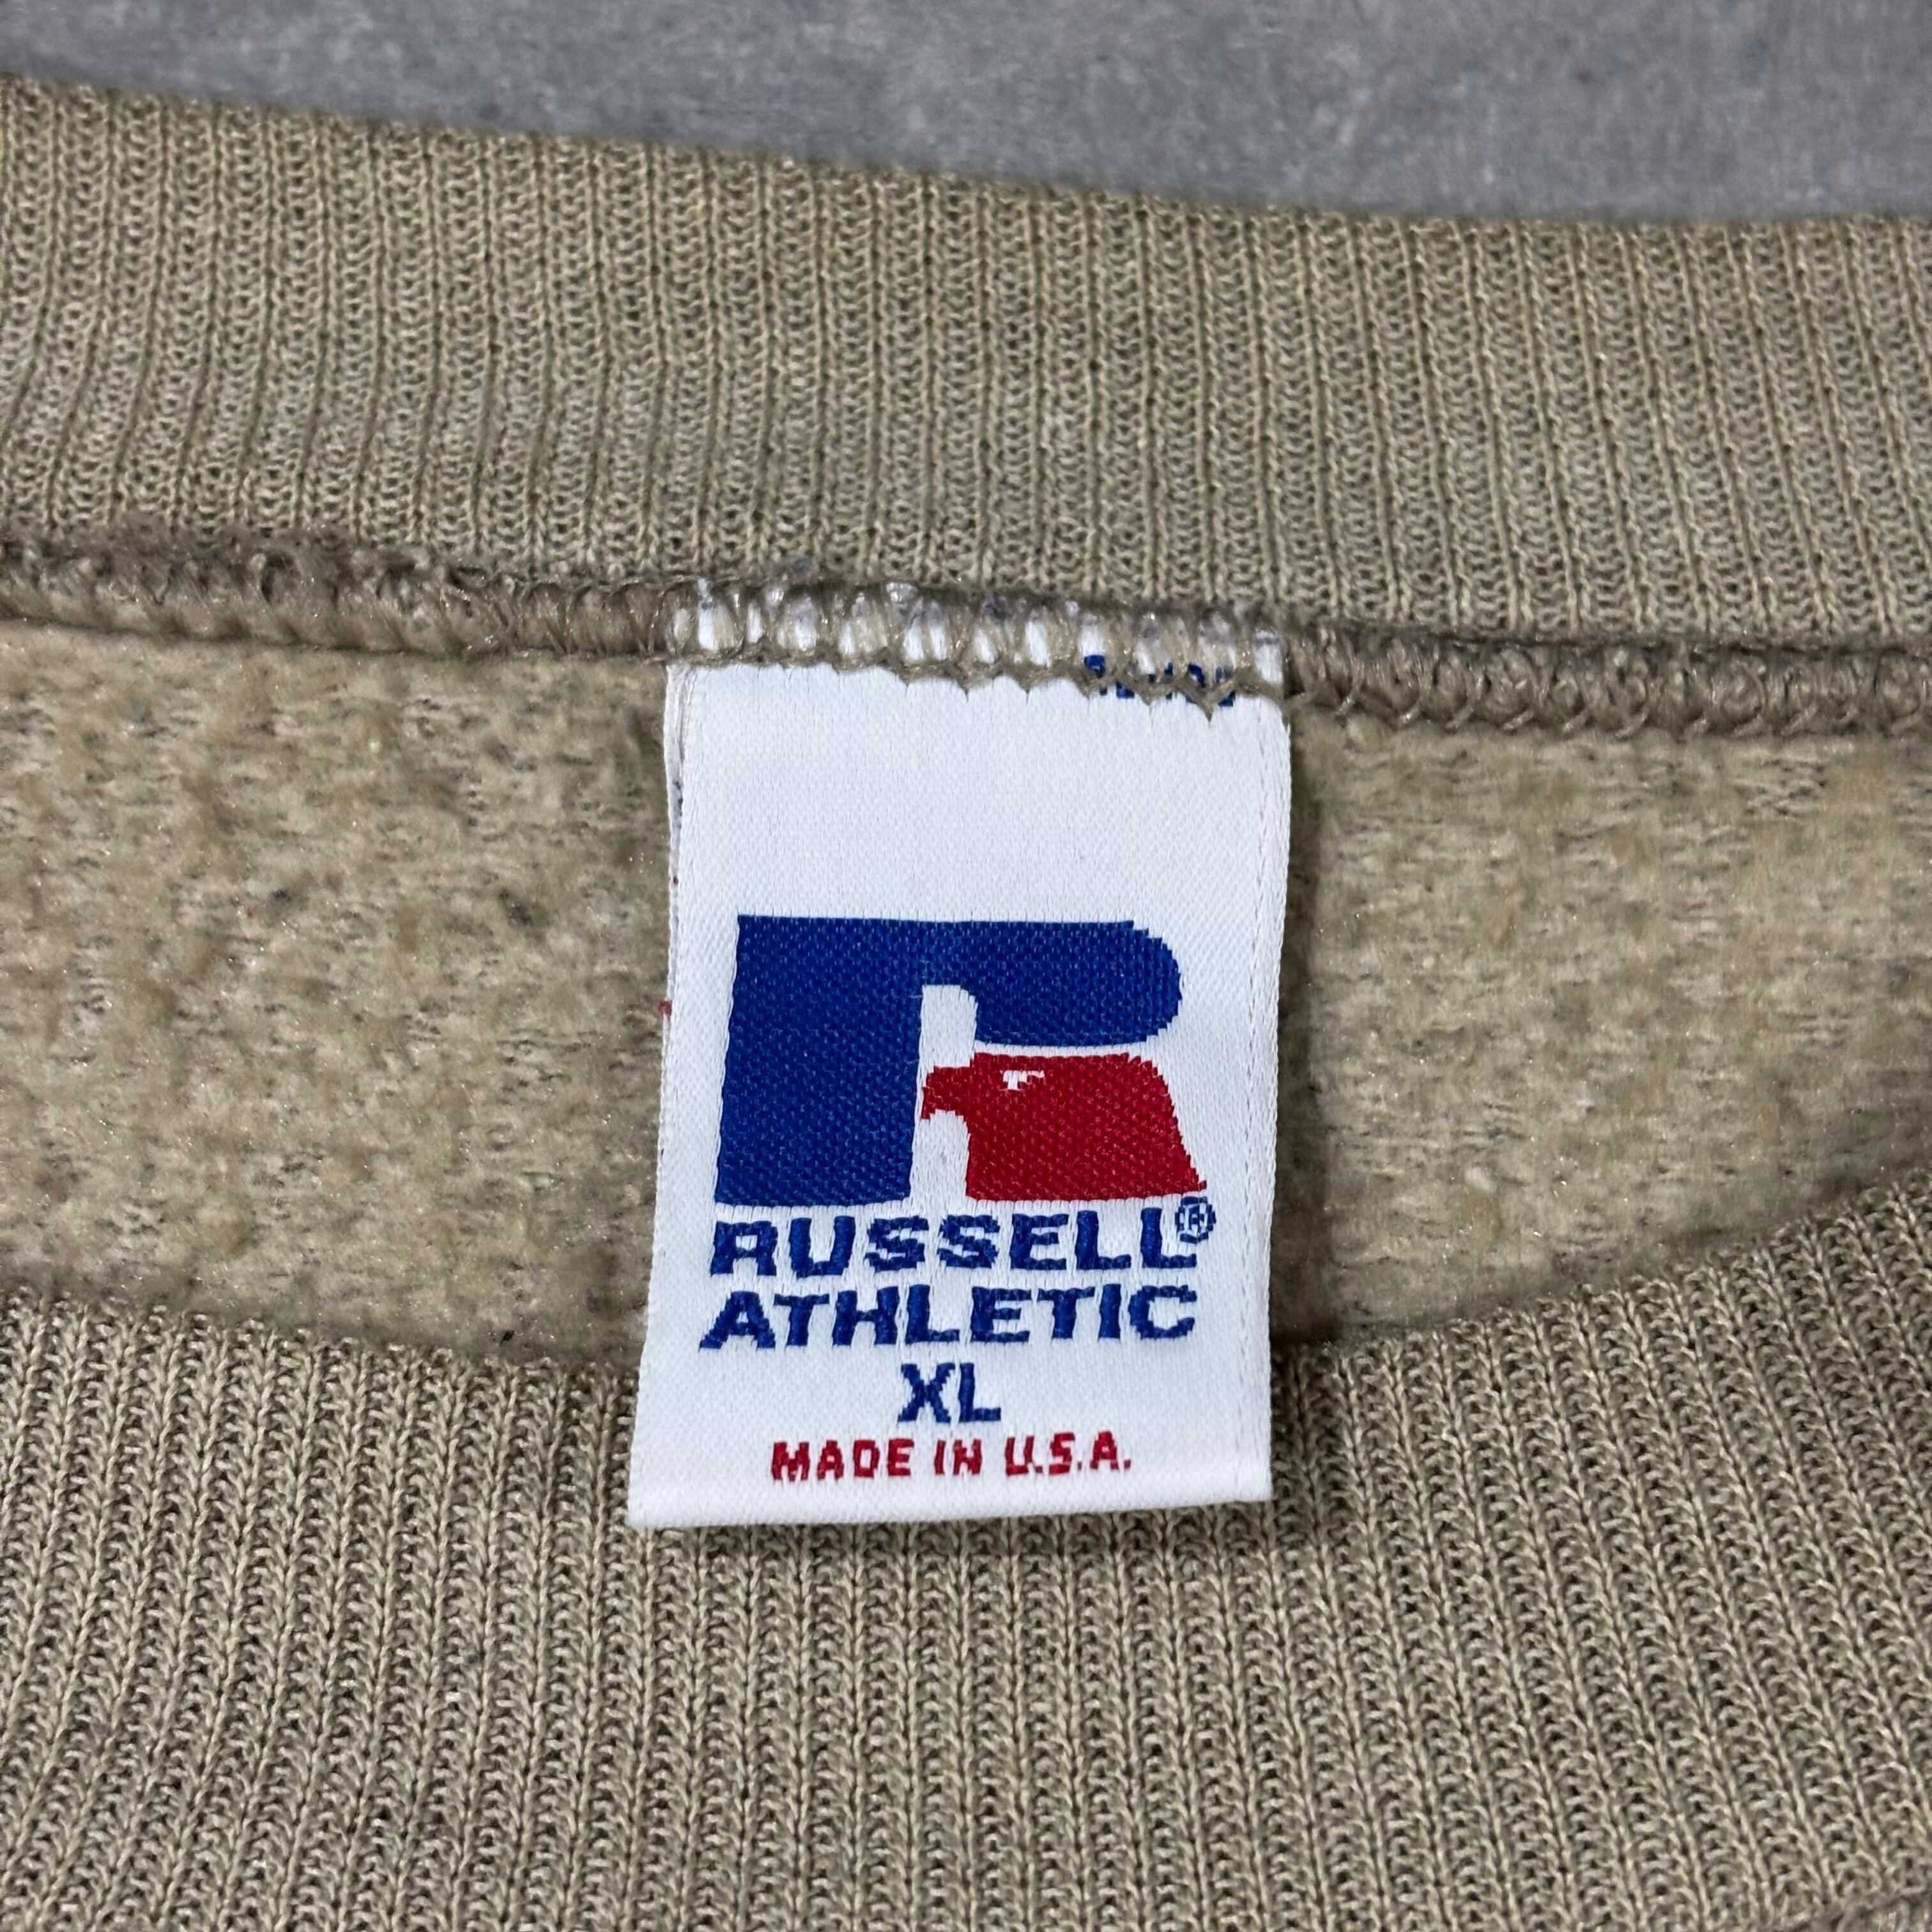 RUSSELL®
ATHLETIC
XL
MADE IN U.S.A.